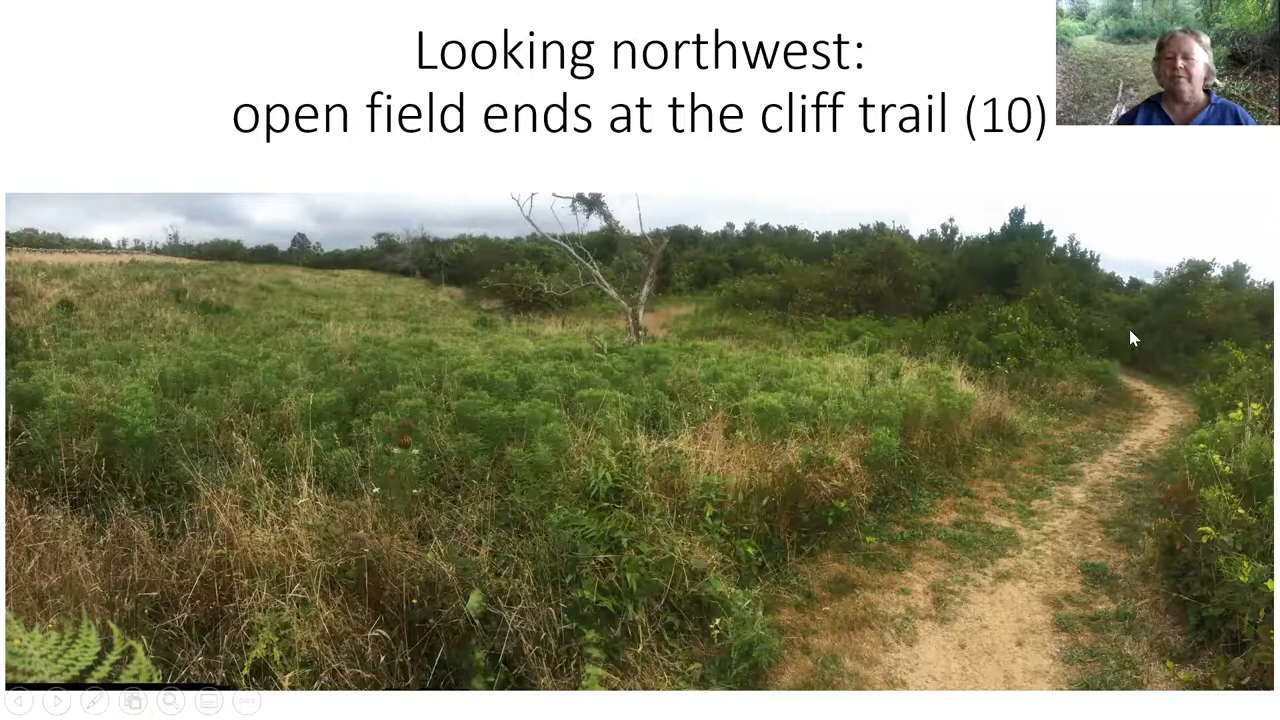 Looking northwest:
open field ends at the cliff trail (10)